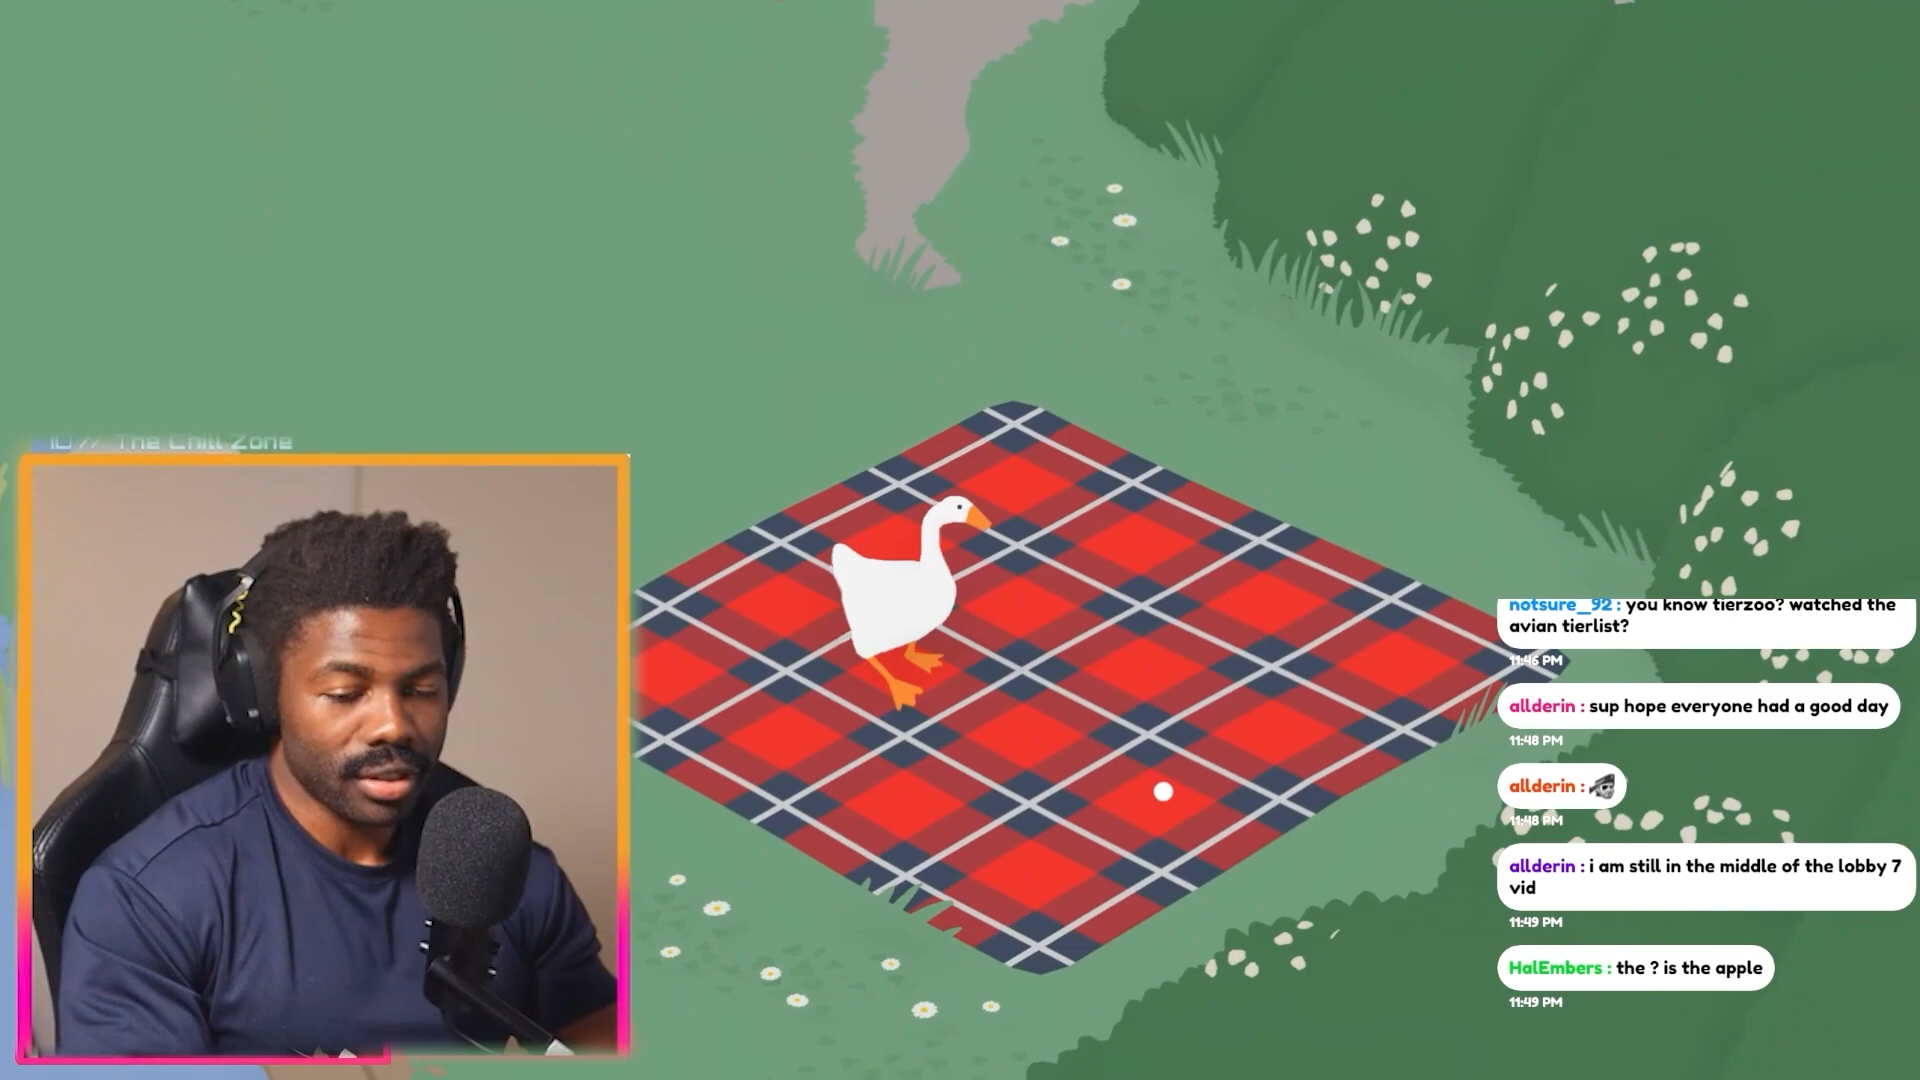 10 // The Chill Zone
notsure_92 : you know tierzoo? watched the
avian tierlist?
11:46 PM
allderin : sup hope everyone had a good day
11:48 PM
allderin :
11:48 PM
allderin : i am still in the middle of the lobby 7
vid
11:49 PM
HalEmbers : the ? is the apple
11:49 PM